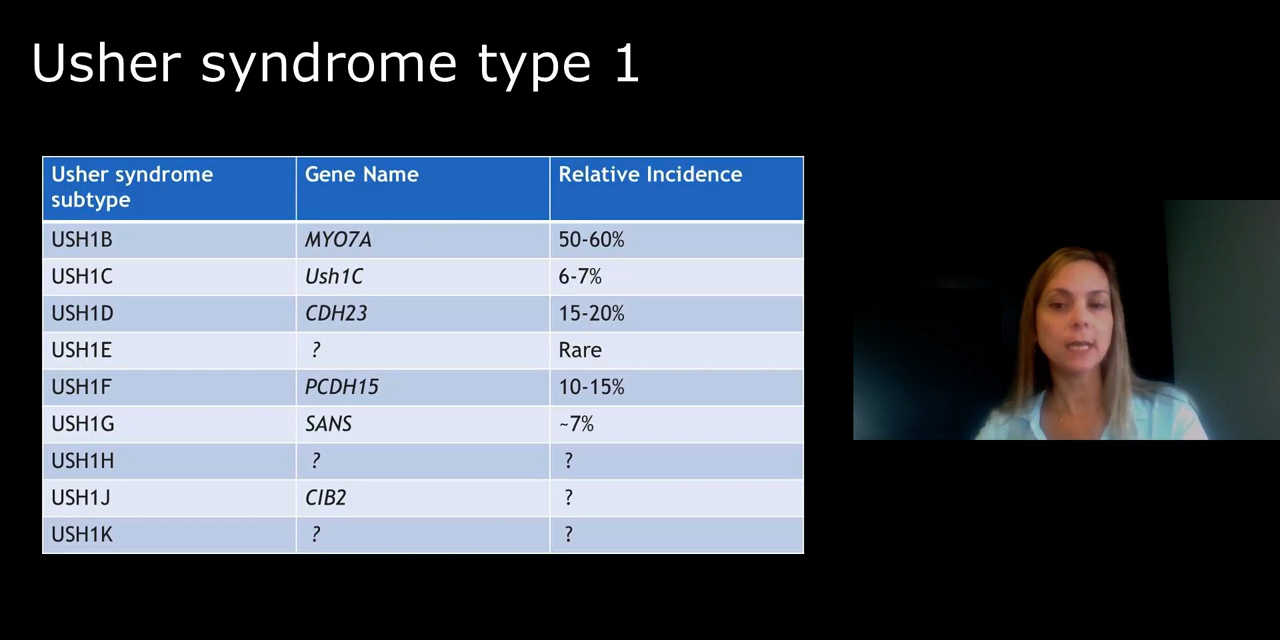 Usher syndrome type 1
Usher syndrome subtype Gene Name Relative Incidence
USH1B MYO7A 50-60%
USH1C Ush1C 6-7%
USH1D CDH23 15-20%
USH1E ? Rare
USH1F PCDH15 10-15%
USH1G SANS ~7%
USH1H ? ?
USH1J CIB2 ?
USH1K ? ?